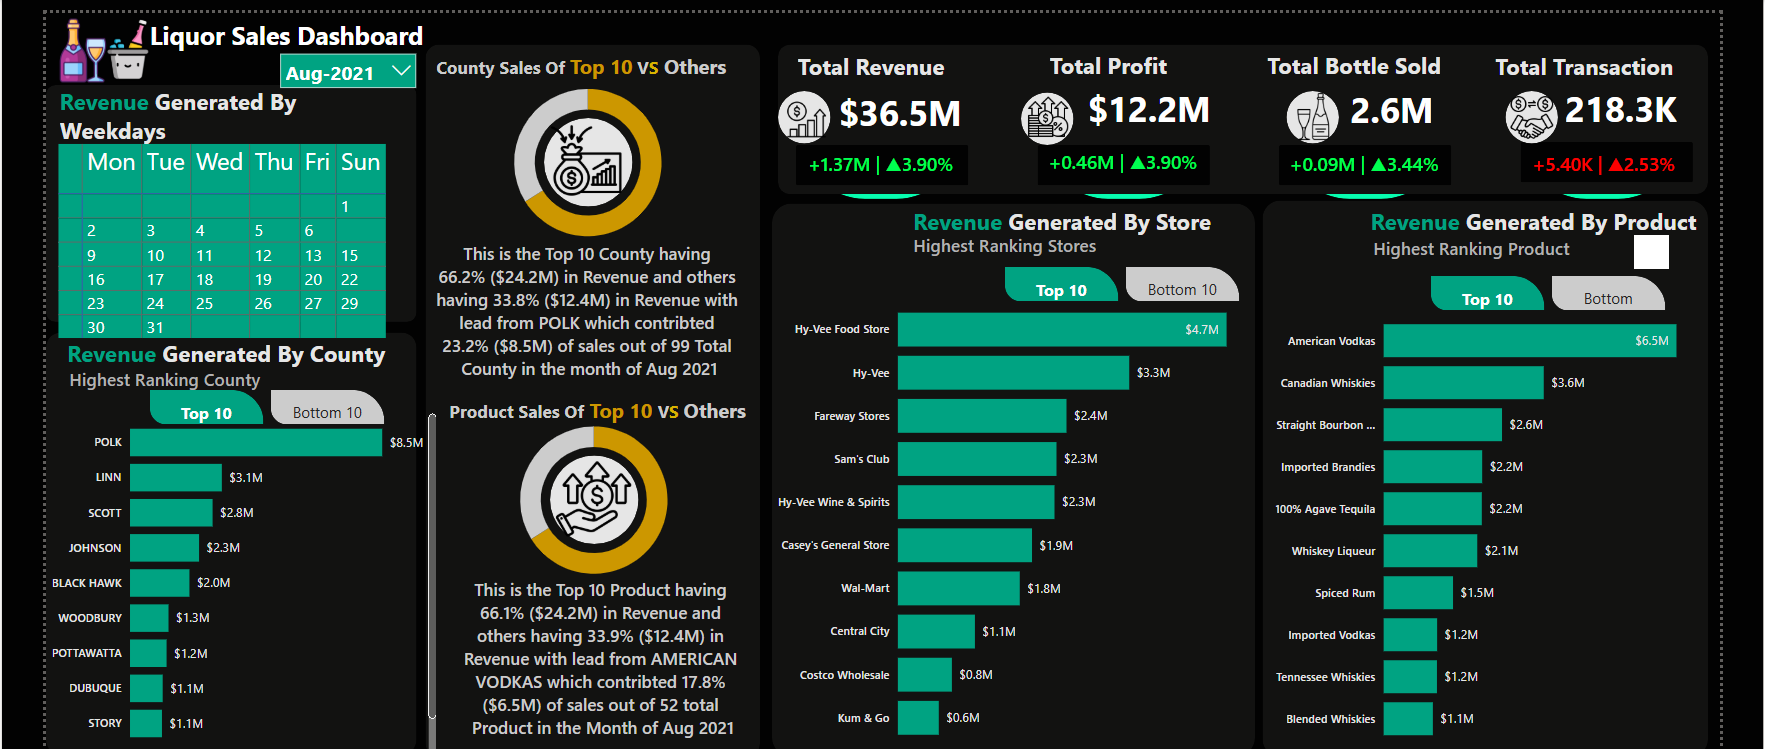 Liquor Sales Dashboard
Aug-2021
Revenue Generated By
Weekdays
Mon Tue Wed Thu Fri Sun
1
2 3 4 5 6
9 10 11 12 13 15
16 17 18 19 20 22
23 24 25 26 27 29
30 31
Revenue Generated By County
Highest Ranking County
Top 10 Bottom 10
POLK $8.5M
LINN $3.1M
SCOTT $2.8M
JOHNSON $2.3M
BLACK HAWK $2.0M
WOODBURY $1.3M
POTTAWATTA $1.2M
DUBUQUE $1.1M
STORY $1.1M
County Sales Of Top 10 VS Others
This is the Top 10 County having
66.2% ($24.2M) in Revenue and others
having 33.8% ($12.4M) in Revenue with
lead from POLK which contribted
23.2% ($8.5M) of sales out of 99 Total
County in the month of Aug 2021
Product Sales Of Top 10 VS Others
This is the Top 10 Product having
66.1% ($24.2M) in Revenue and
others having 33.9% ($12.4M) in
Revenue with lead from AMERICAN
VODKAS which contribted 17.8%
($6.5M) of sales out of 52 total
Product in the Month of Aug 2021
Total Revenue
$36.5M
+1.37M | ▲3.90%
Total Profit
$12.2M
+0.46M | ▲3.90%
Total Bottle Sold
2.6M
+0.09M | ▲3.44%
Total Transaction
218.3K
+5.40K | ▲2.53%
Revenue Generated By Store
Highest Ranking Stores
Top 10 Bottom 10
Hy-Vee Food Store $4.7M
Hy-Vee $3.3M
Fareway Stores $2.4M
Sam's Club $2.3M
Hy-Vee Wine & Spirits $2.3M
Casey's General Store $1.9M
Wal-Mart $1.8M
Central City $1.1M
Costco Wholesale $0.8M
Kum & Go $0.6M
Revenue Generated By Product
Highest Ranking Product
Top 10 Bottom
American Vodkas $6.5M
Canadian Whiskies $3.6M
Straight Bourbon ... $2.6M
Imported Brandies $2.2M
100% Agave Tequila $2.2M
Whiskey Liqueur $2.1M
Spiced Rum $1.5M
Imported Vodkas $1.2M
Tennessee Whiskies $1.2M
Blended Whiskies $1.1M